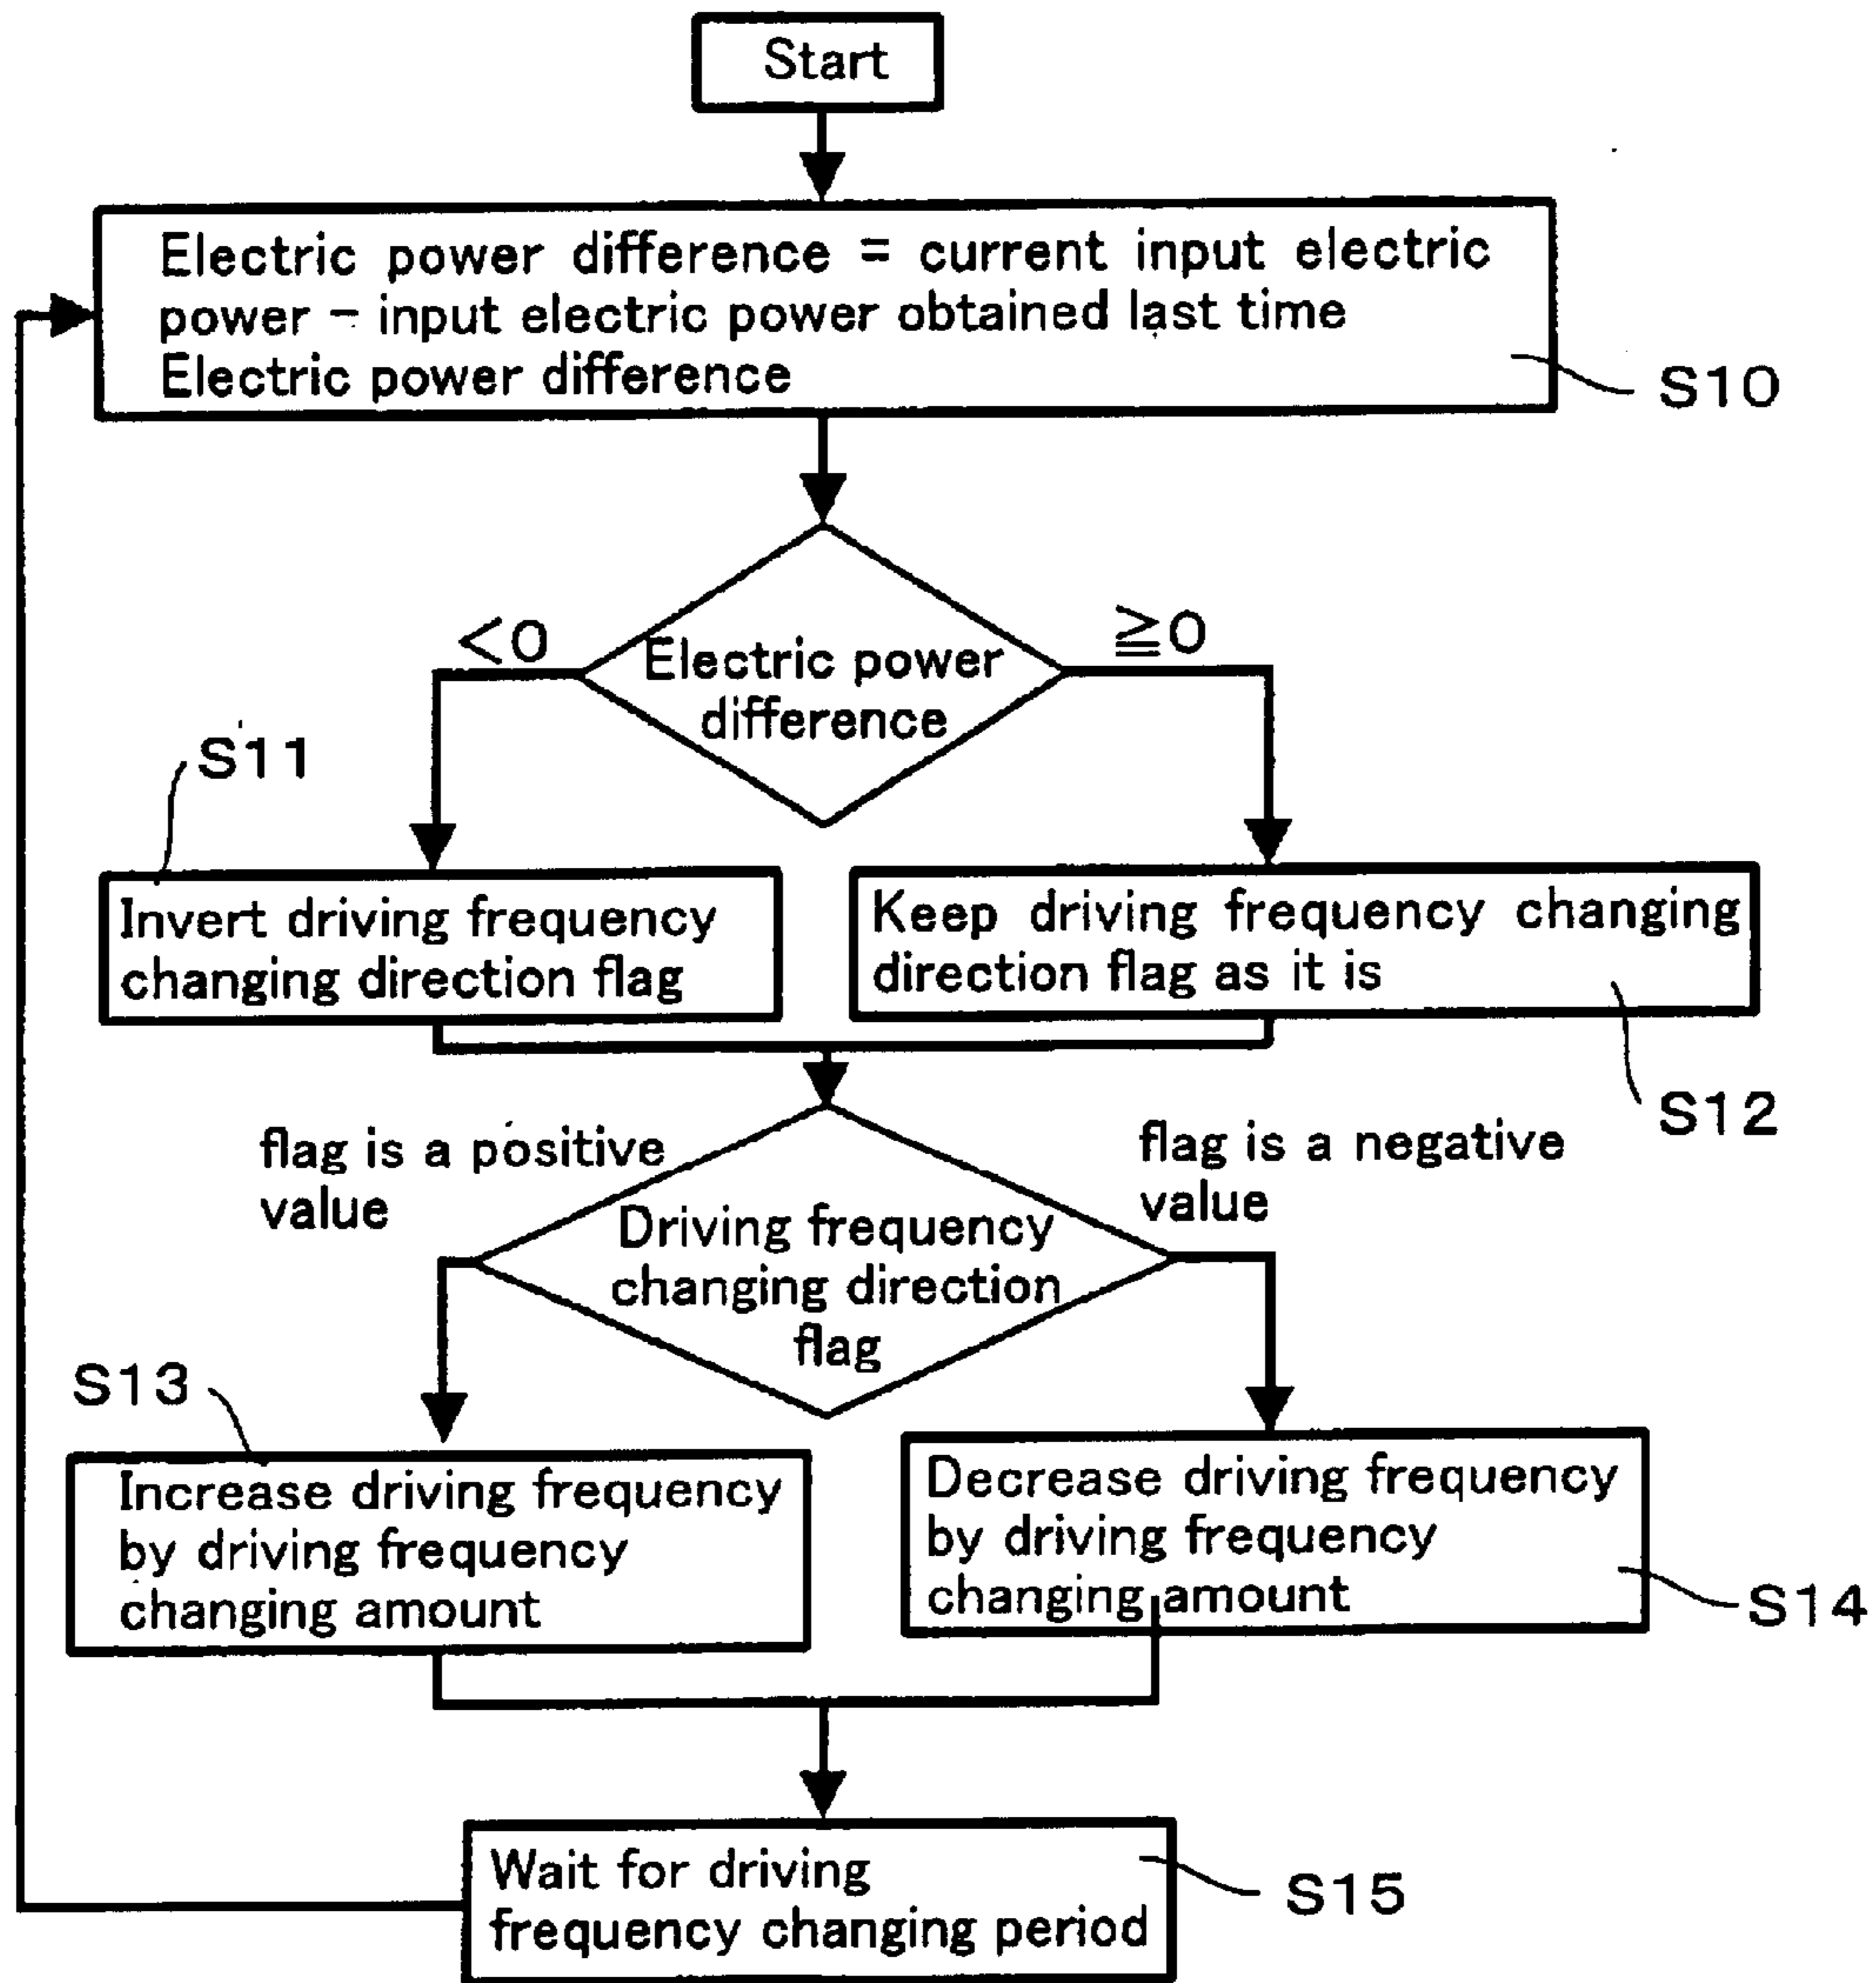 Start
Electric power difference = current input electric
power − input electric power obtained last time
Electric power difference
S10
<0
≧0
Electric power
difference
S11
Invert driving frequency
changing direction flag
Keep driving frequency changing
direction flag as it is
S12
flag is a positive
value
flag is a negative
value
Driving frequency
changing direction
flag
S13
Increase driving frequency
by driving frequency
changing amount
Decrease driving frequency
by driving frequency
changing amount
S14
Wait for driving
frequency changing period
S15